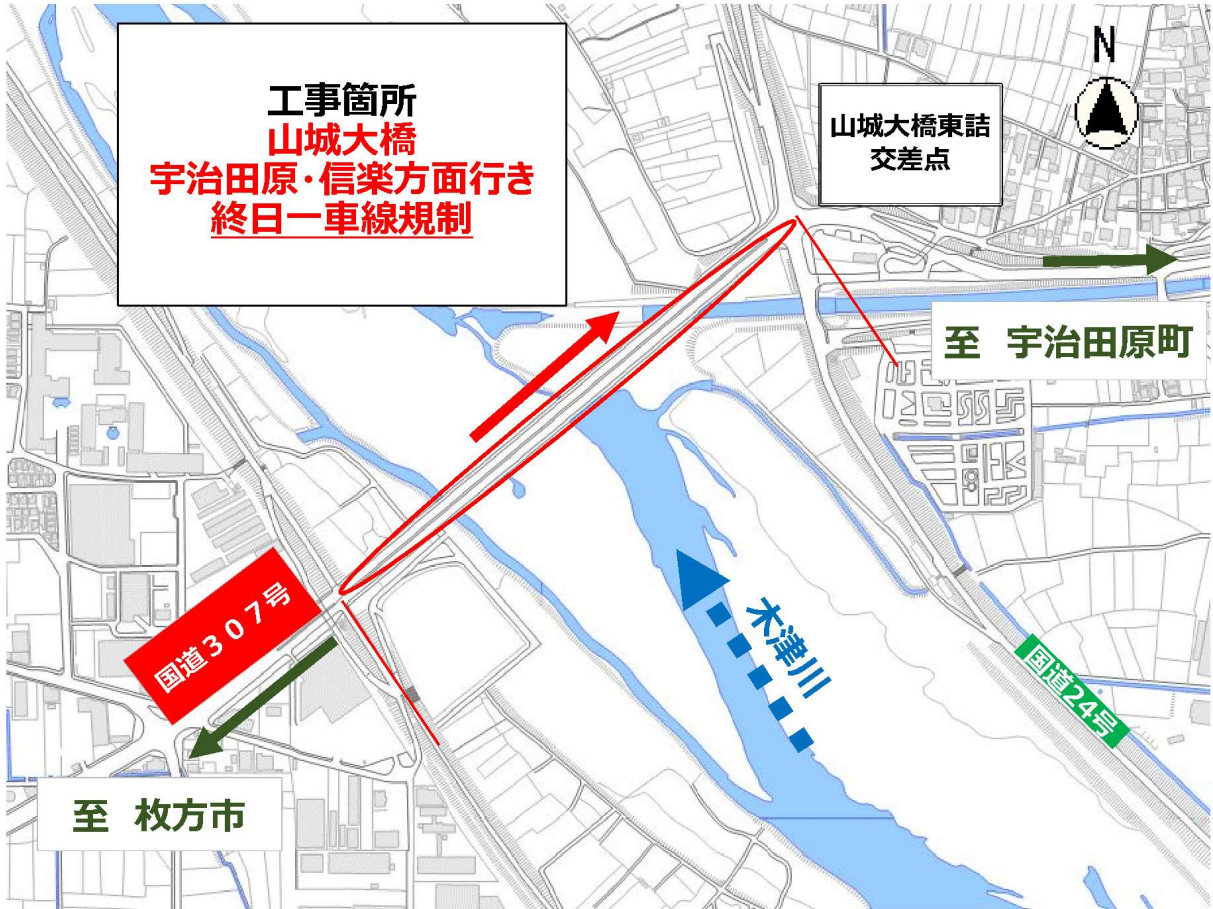 工事箇所
山城大橋
宇治田原・信楽方面行き
終日一車線規制
山城大橋東詰
交差点
N
至 宇治田原町
国道307号
木津川
国道24号
至 枚方市